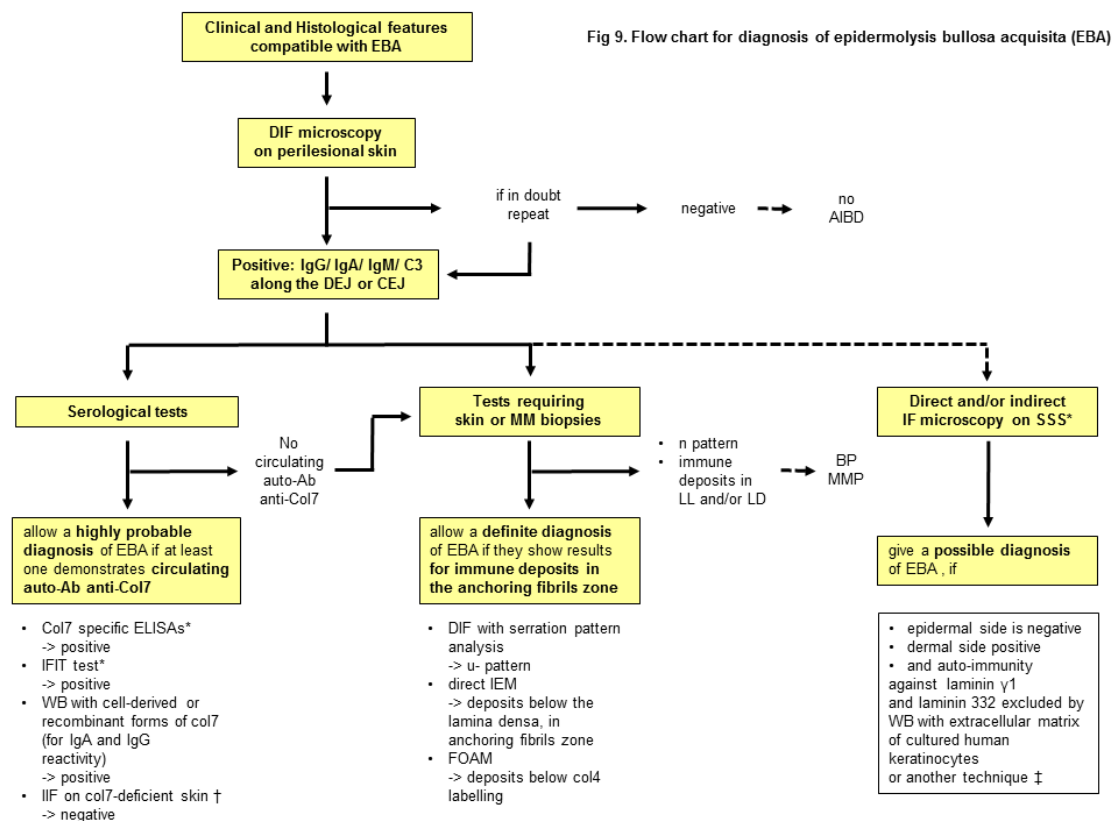 Clinical and Histological features
compatible with EBA
Fig 9. Flow chart for diagnosis of epidermolysis bullosa acquisita (EBA)
DIF microscopy
on perilesional skin
if in doubt
repeat
negative
no
AIBD
Positive: IgG/ IgA/ IgM/ C3
along the DEJ or CEJ
Serological tests
Tests requiring
skin or MM biopsies
Direct and/or indirect
IF microscopy on SSS*
No
circulating
auto-Ab
anti-Col7
• n pattern
• immune
deposits in
LL and/or LD
BP
MMP
allow a highly probable
diagnosis of EBA if at least
one demonstrates circulating
auto-Ab anti-Col7
allow a definite diagnosis
of EBA if they show results
for immune deposits in
the anchoring fibrils zone
give a possible diagnosis
of EBA , if
• Col7 specific ELISAs*
-> positive
• IFIT test*
-> positive
• WB with cell-derived or
recombinant forms of col7
(for IgA and IgG
reactivity)
-> positive
• IIF on col7-deficient skin †
-> negative
• DIF with serration pattern
analysis
-> u- pattern
• direct IEM
-> deposits below the
lamina densa, in
anchoring fibrils zone
• FOAM
-> deposits below col4
labelling
• epidermal side is negative
• dermal side positive
• and auto-immunity
against laminin γ1
and laminin 332 excluded by
WB with extracellular matrix
of cultured human
keratinocytes
or another technique ‡